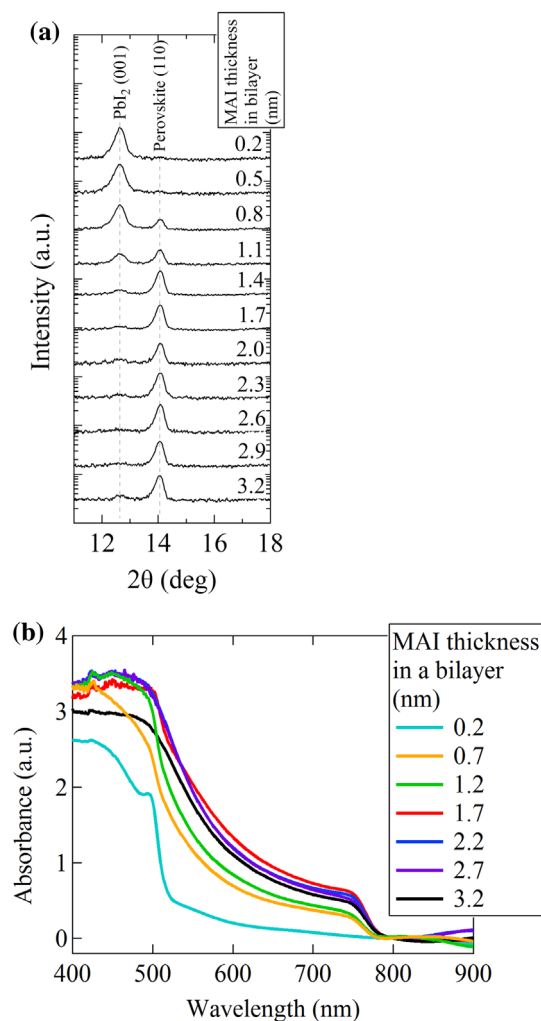 (a)
MAI thickness
in bilayer
(nm)
PbI₂ (001)
Perovskite (110)
0.2
0.5
0.8
1.1
1.4
1.7
2.0
2.3
2.6
2.9
3.2
Intensity (a.u.)
12
14
16
18
2θ (deg)
(b)
4
3
2
1
0
Absorbance (a.u.)
400
500
600
700
800
900
Wavelength (nm)
MAI thickness
in a bilayer
(nm)
0.2
0.7
1.2
1.7
2.2
2.7
3.2